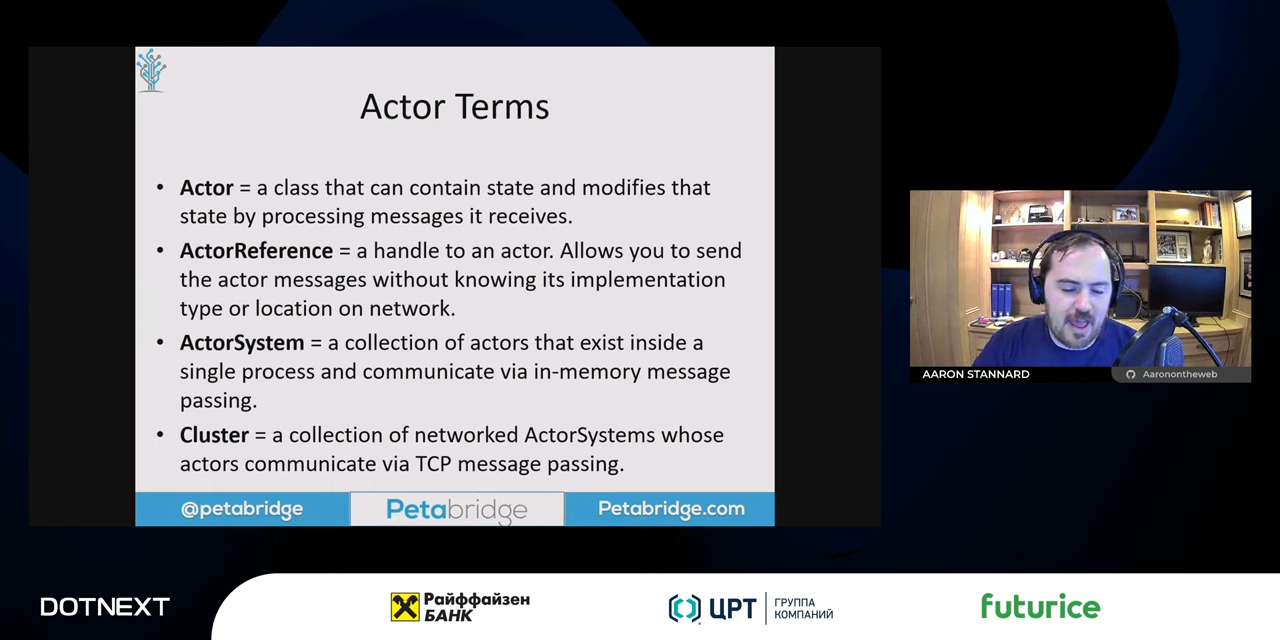 Actor Terms
• Actor = a class that can contain state and modifies that
state by processing messages it receives.
• ActorReference = a handle to an actor. Allows you to send
the actor messages without knowing its implementation
type or location on network.
• ActorSystem = a collection of actors that exist inside a
single process and communicate via in-memory message
passing.
• Cluster = a collection of networked ActorSystems whose
actors communicate via TCP message passing.
@petabridge
Petabridge
Petabridge.com
AARON STANNARD
Aaronontheweb
DOTNEXT
Райффайзен
БАНК
ЦРТ
ГРУППА
КОМПАНИЙ
futurice